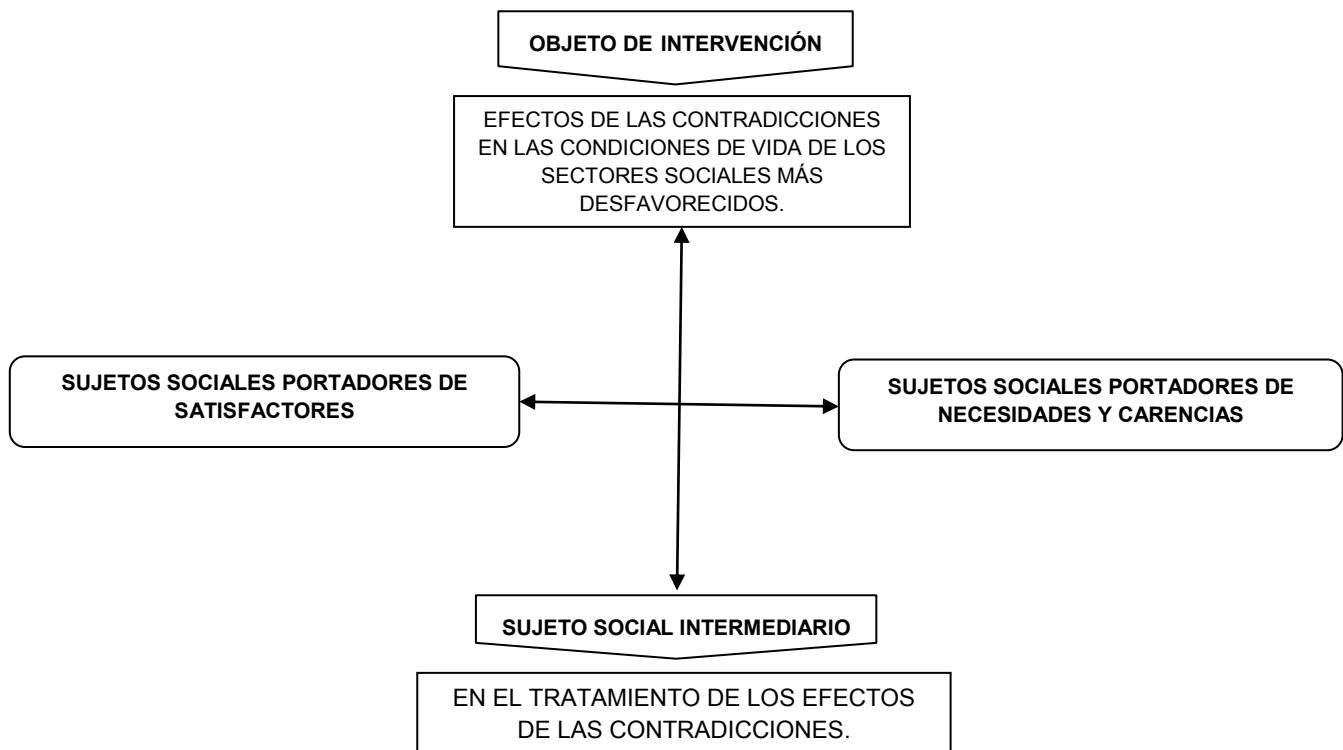 OBJETO DE INTERVENCIÓN
EFECTOS DE LAS CONTRADICCIONES
EN LAS CONDICIONES DE VIDA DE LOS
SECTORES SOCIALES MÁS
DESFAVORECIDOS.
SUJETOS SOCIALES PORTADORES DE
SATISFACTORES
SUJETOS SOCIALES PORTADORES DE
NECESIDADES Y CARENCIAS
SUJETO SOCIAL INTERMEDIARIO
EN EL TRATAMIENTO DE LOS EFECTOS
DE LAS CONTRADICCIONES.